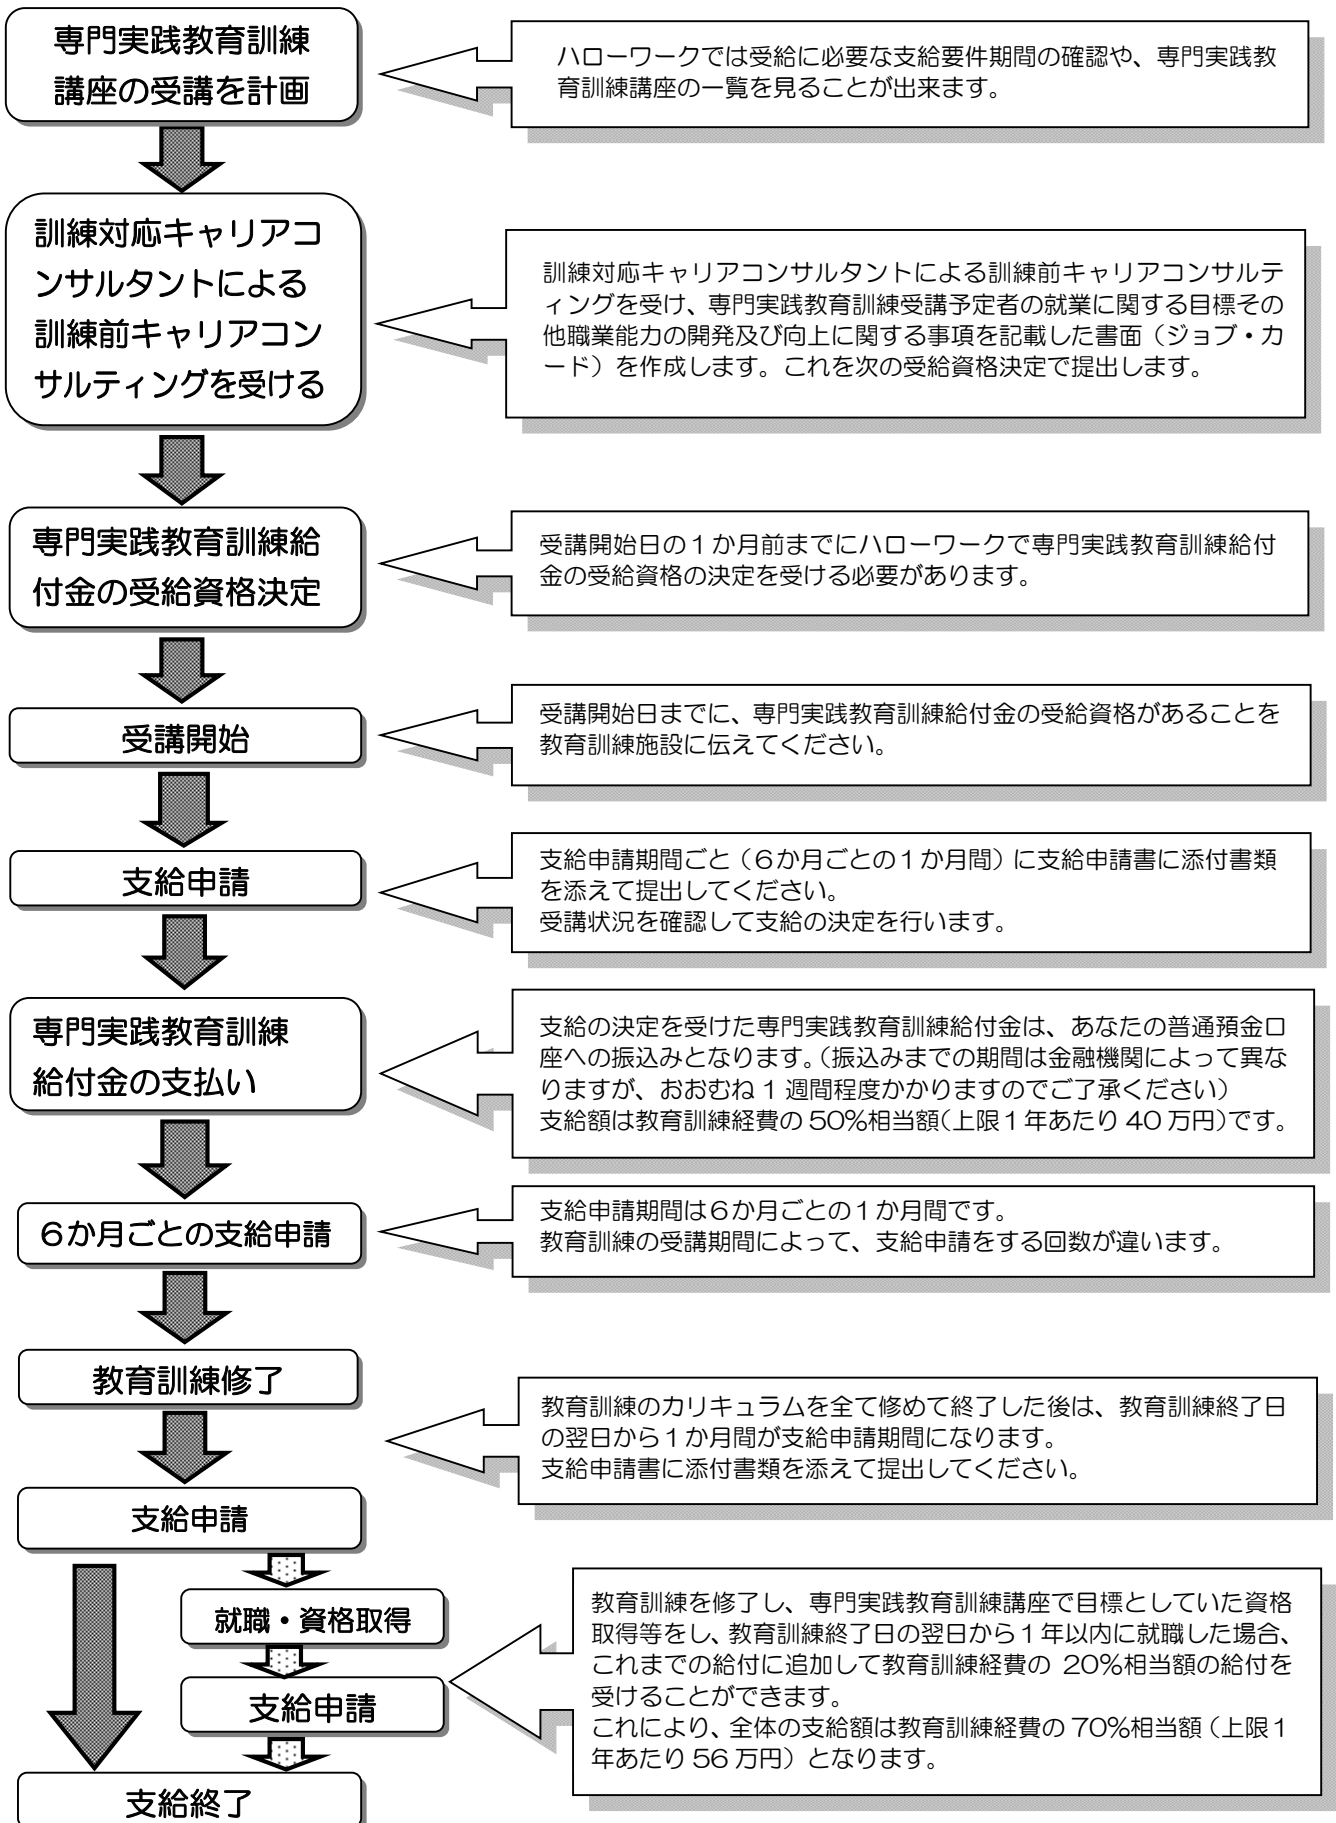 専門実践教育訓練
講座の受講を計画
ハローワークでは受給に必要な支給要件期間の確認や、専門実践教
育訓練講座の一覧を見ることが出来ます。
訓練対応キャリアコ
ンサルタントによる
訓練前キャリアコン
サルティングを受ける
訓練対応キャリアコンサルタントによる訓練前キャリアコンサルテ
ィングを受け、専門実践教育訓練受講予定者の就業に関する目標その
他職業能力の開発及び向上に関する事項を記載した書面（ジョブ・カ
ード）を作成します。これを次の受給資格決定で提出します。
専門実践教育訓練給
付金の受給資格決定
受講開始日の１か月前までにハローワークで専門実践教育訓練給付
金の受給資格の決定を受ける必要があります。
受講開始
受講開始日までに、専門実践教育訓練給付金の受給資格があることを
教育訓練施設に伝えてください。
支給申請
支給申請期間ごと（６か月ごとの１か月間）に支給申請書に添付書類
を添えて提出してください。
受講状況を確認して支給の決定を行います。
専門実践教育訓練
給付金の支払い
支給の決定を受けた専門実践教育訓練給付金は、あなたの普通預金口
座への振込みとなります。（振込みまでの期間は金融機関によって異な
りますが、おおむね 1 週間程度かかりますのでご了承ください）
支給額は教育訓練経費の 50%相当額（上限１年あたり 40 万円）です。
６か月ごとの支給申請
支給申請期間は６か月ごとの１か月間です。
教育訓練の受講期間によって、支給申請をする回数が違います。
教育訓練修了
教育訓練のカリキュラムを全て修めて終了した後は、教育訓練終了日
の翌日から１か月間が支給申請期間になります。
支給申請書に添付書類を添えて提出してください。
支給申請
就職・資格取得
支給申請
教育訓練を修了し、専門実践教育訓練講座で目標としていた資格
取得等をし、教育訓練終了日の翌日から１年以内に就職した場合、
これまでの給付に追加して教育訓練経費の 20%相当額の給付を
受けることができます。
これにより、全体の支給額は教育訓練経費の 70%相当額（上限１
年あたり 56 万円）となります。
支給終了